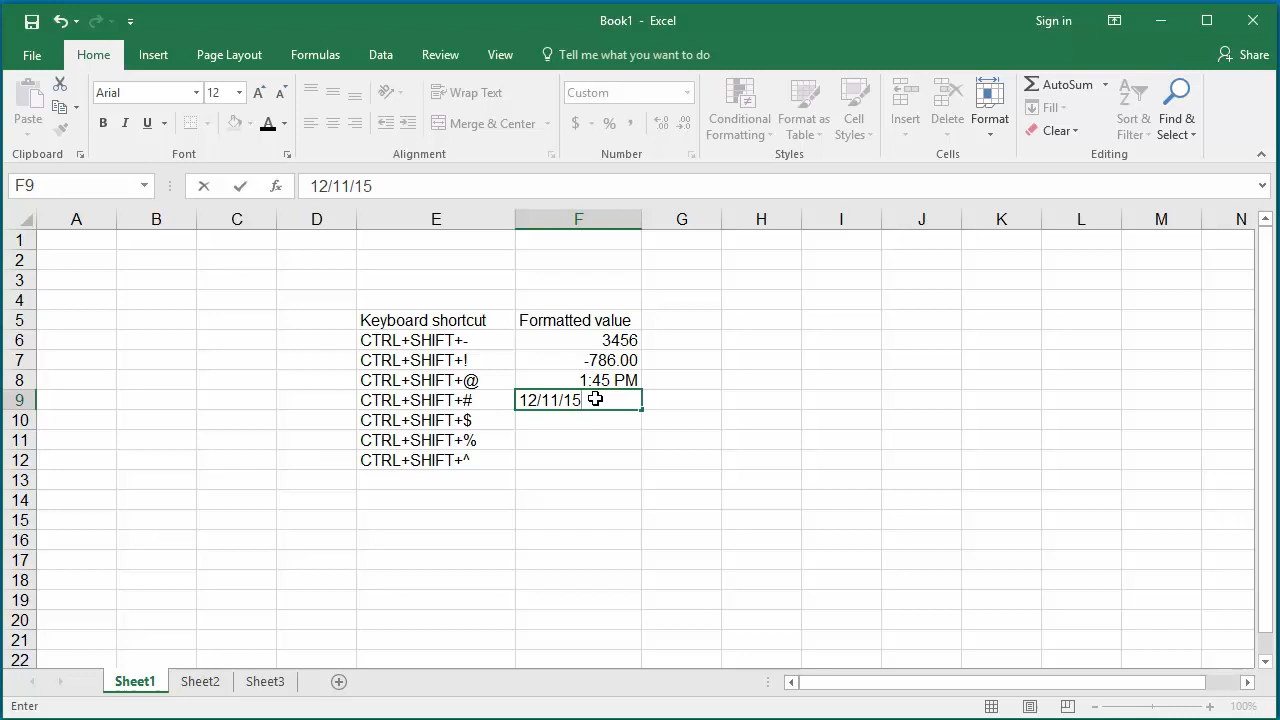 Book1 - Excel
Sign in
File Home Insert Page Layout Formulas Data Review View Tell me what you want to do Share
Arial 12 Wrap Text Custom AutoSum
Paste Conditional Formatting Format as Table Cell Styles Insert Delete Format Fill Sort & Filter Find & Select
B I U Merge & Center $ % , Clear
Clipboard Font Alignment Number Styles Cells Editing
F9 fx 12/11/15
A B C D E F G H I J K L M N
1
2
3
4
5 Keyboard shortcut Formatted value
6 CTRL+SHIFT+- 3456
7 CTRL+SHIFT+! -786.00
8 CTRL+SHIFT+@ 1:45 PM
9 CTRL+SHIFT+# 12/11/15
10 CTRL+SHIFT+$
11 CTRL+SHIFT+%
12 CTRL+SHIFT+^
13
14
15
16
17
18
19
20
21
22
Sheet1 Sheet2 Sheet3
Enter 100%